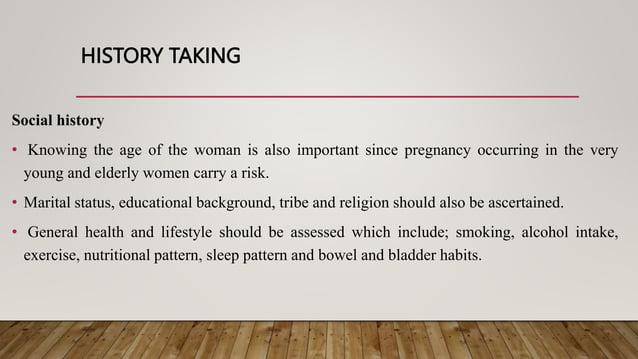 HISTORY TAKING
Social history
• Knowing the age of the woman is also important since pregnancy occurring in the very
young and elderly women carry a risk.
• Marital status, educational background, tribe and religion should also be ascertained.
• General health and lifestyle should be assessed which include; smoking, alcohol intake,
exercise, nutritional pattern, sleep pattern and bowel and bladder habits.